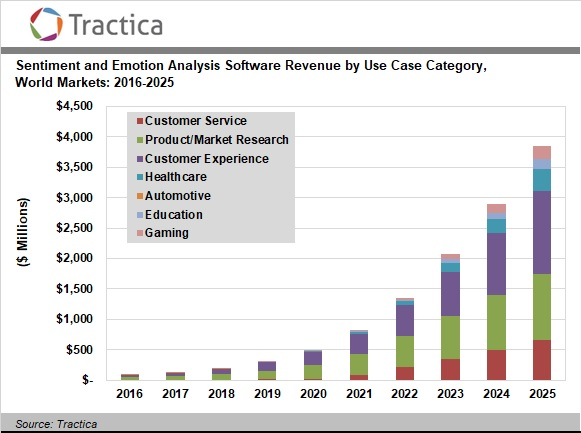 Tractica
Sentiment and Emotion Analysis Software Revenue by Use Case Category,
World Markets: 2016-2025
$4,500
$4,000
$3,500
$3,000
$2,500
$2,000
$1,500
$1,000
$500
$-
($ Millions)
Customer Service
Product/Market Research
Customer Experience
Healthcare
Automotive
Education
Gaming
2016 2017 2018 2019 2020 2021 2022 2023 2024 2025
Source: Tractica